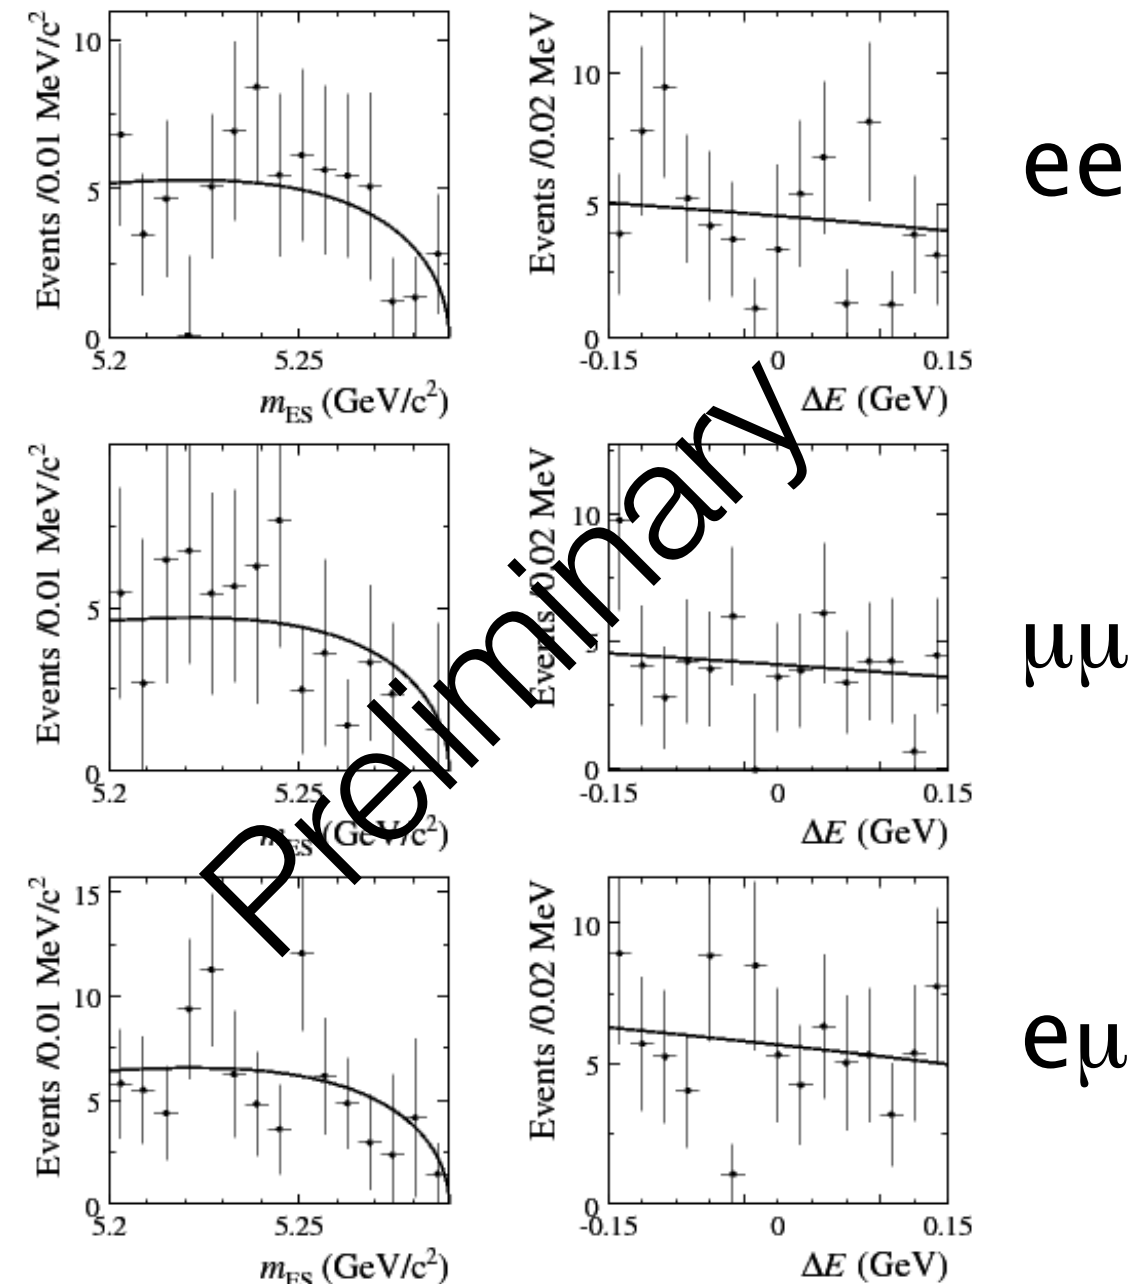 Events /0.01 MeV/c²
10
5
0
5.2
5.25
m_ES (GeV/c²)
Events /0.02 MeV
10
5
0
-0.15
0
0.15
ΔE (GeV)
ee
Events /0.01 MeV/c²
5
0
5.2
5.25
m_ES (GeV/c²)
Events /0.02 MeV
10
5
0
-0.15
0
0.15
ΔE (GeV)
μμ
Preliminary
Events /0.01 MeV/c²
15
10
5
0
5.2
5.25
m_ES (GeV/c²)
Events /0.02 MeV
10
5
0
-0.15
0
0.15
ΔE (GeV)
eμ